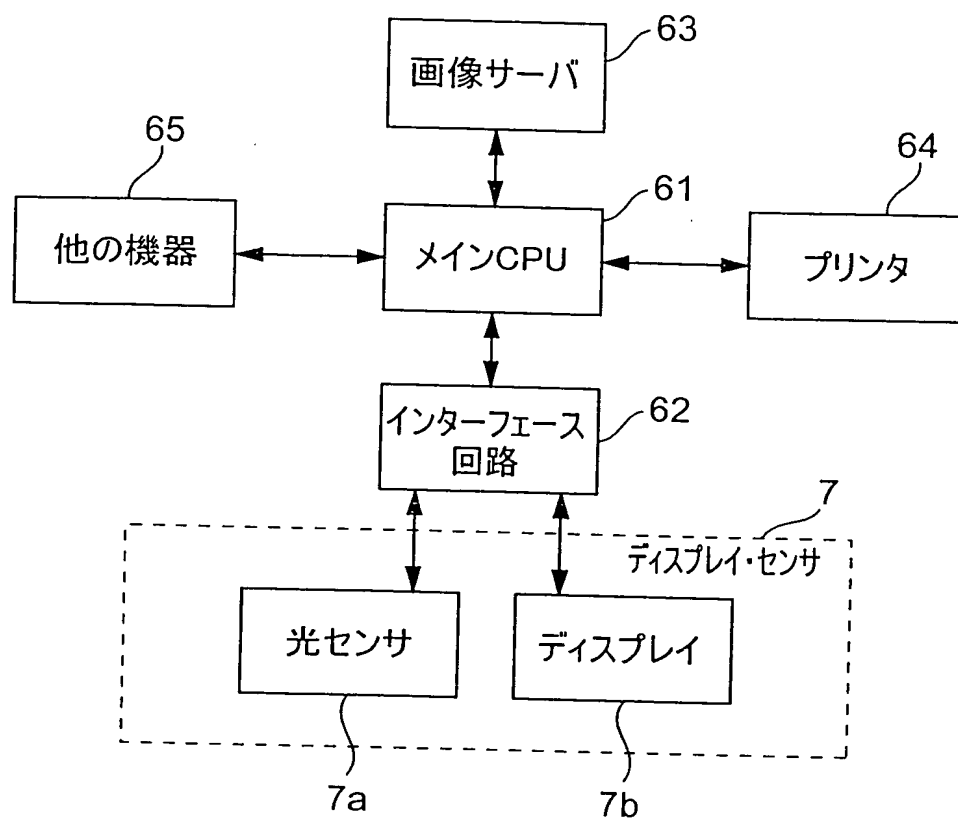 63
画像サーバ
65
64
61
他の機器
メインCPU
プリンタ
62
インターフェース
回路
7
ディスプレイ・センサ
光センサ
ディスプレイ
7a
7b